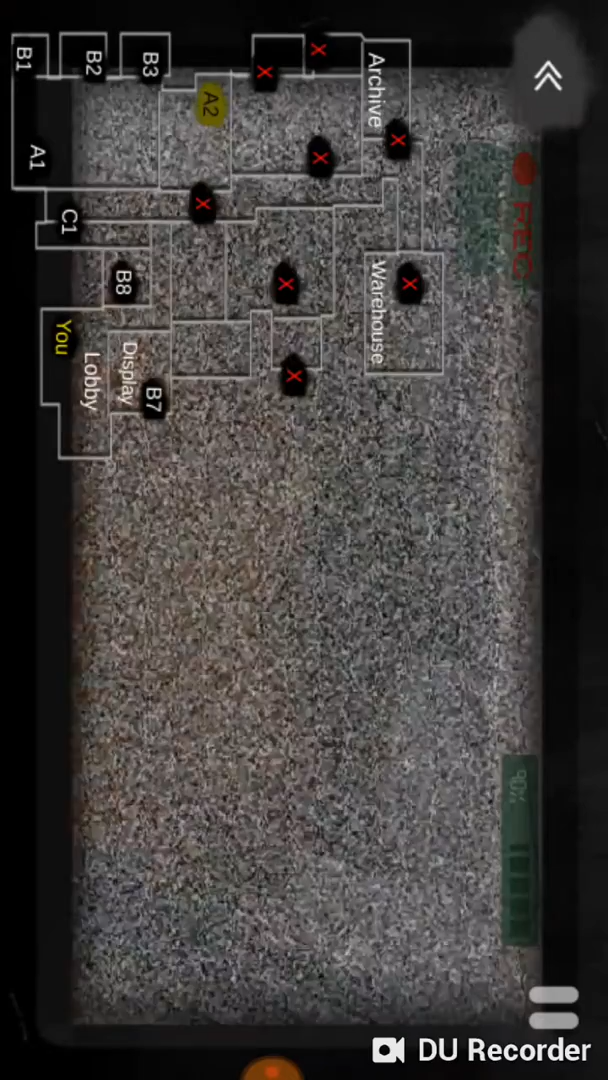 REC
90%
Archive
Warehouse
X
X
X
X
X
X
X
X
A2
B3
B2
B1
A1
C1
B8
B7
Display
Lobby
You
DU Recorder